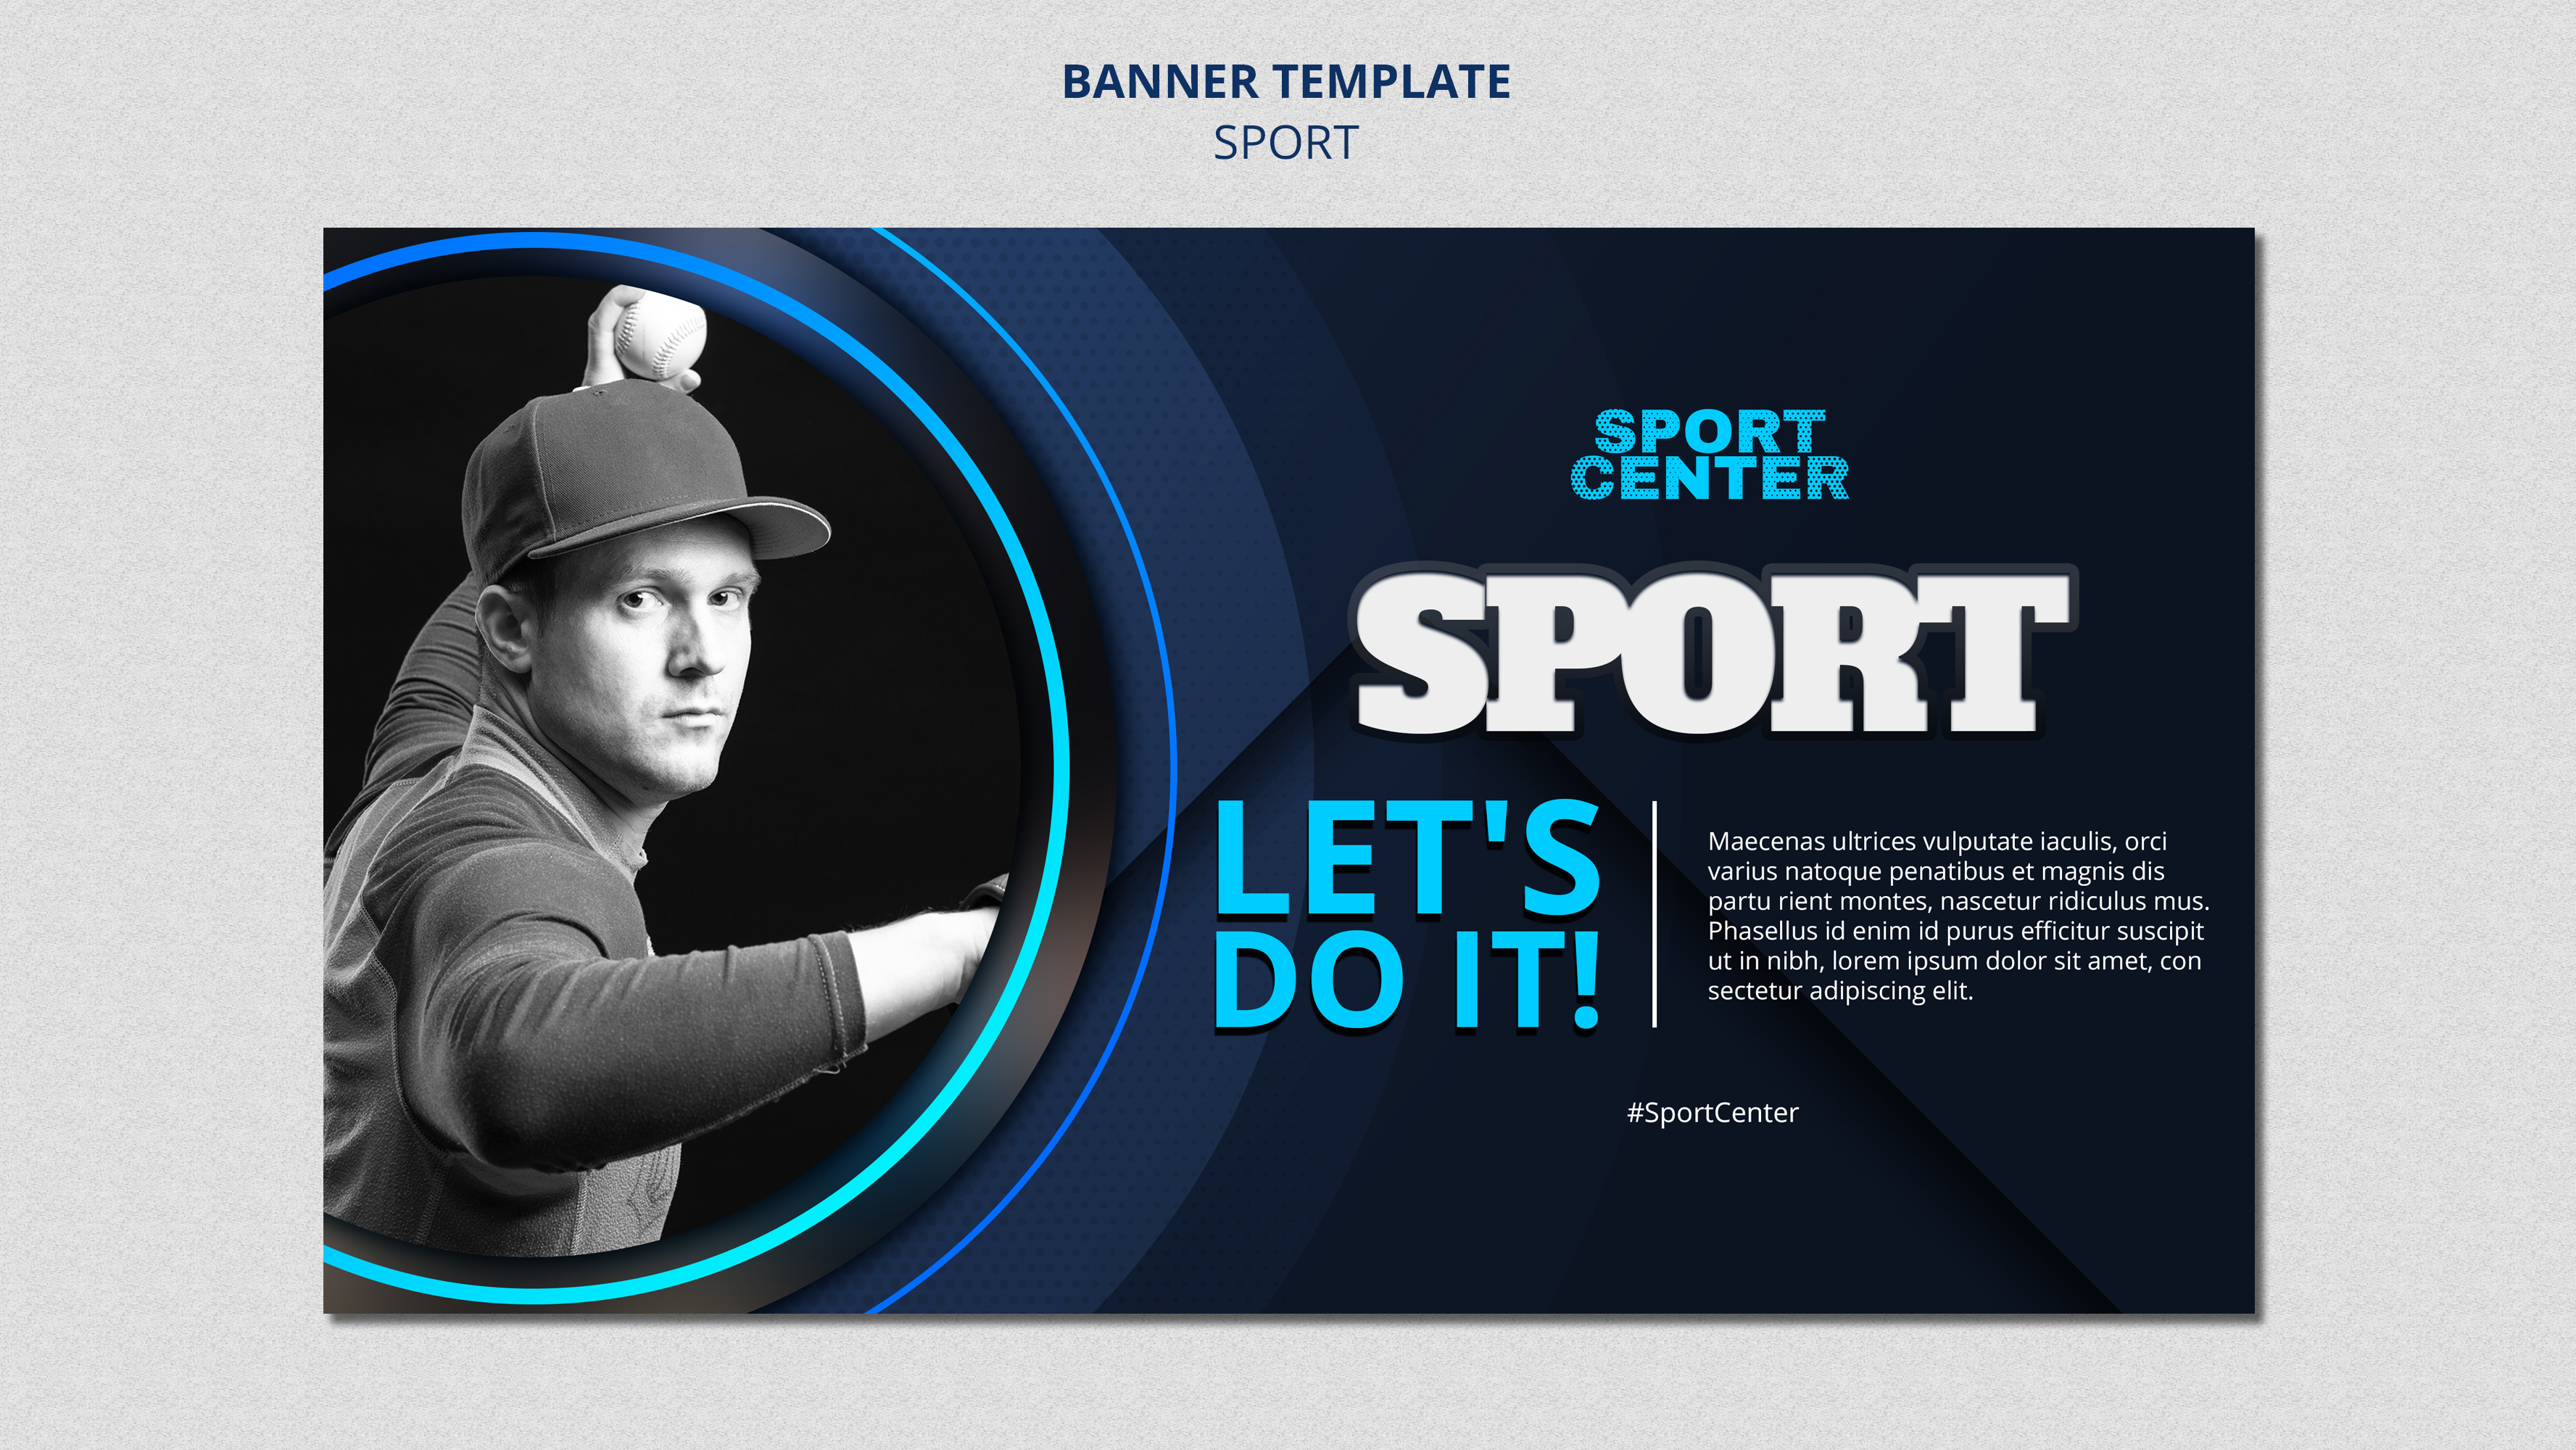 BANNER TEMPLATE
SPORT
SPORT
CENTER
SPORT
LET'S
DO IT!
Maecenas ultrices vulputate iaculis, orci
varius natoque penatibus et magnis dis
partu rient montes, nascetur ridiculus mus.
Phasellus id enim id purus efficitur suscipit
ut in nibh, lorem ipsum dolor sit amet, con
sectetur adipiscing elit.
#SportCenter